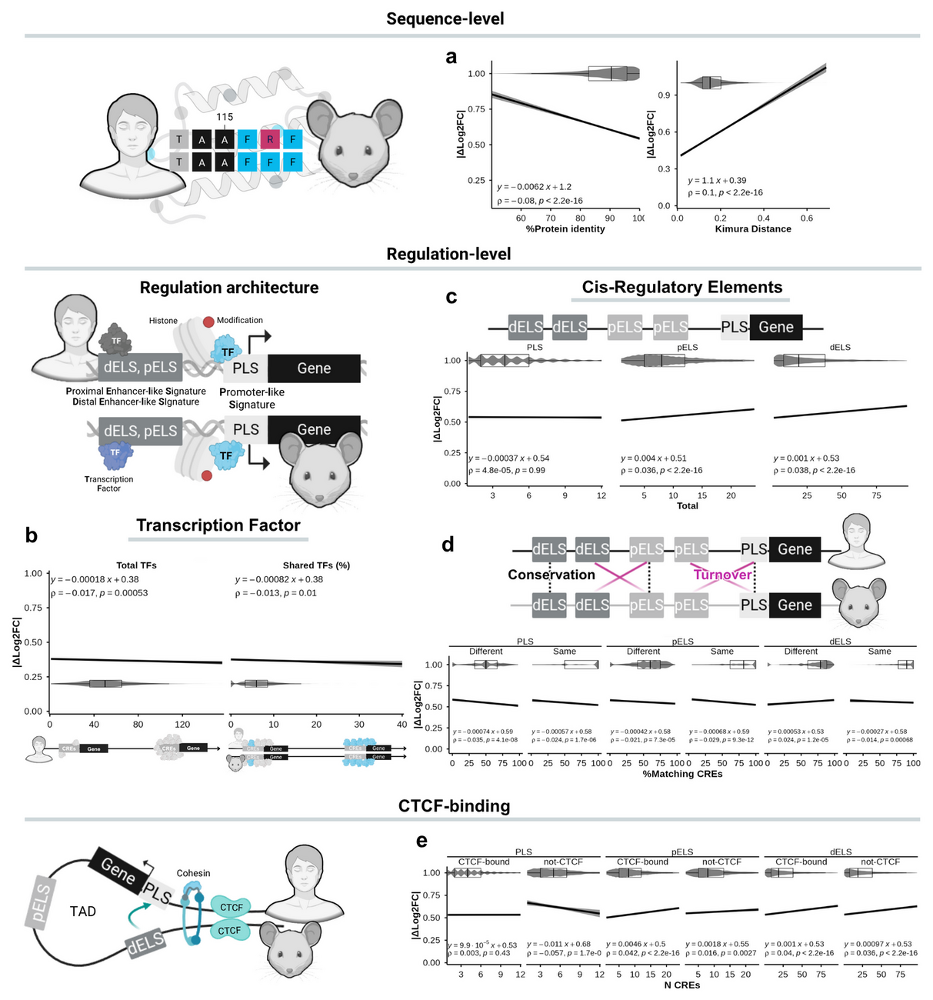 Sequence-level
115
T A A F R F
T A A F F F
a
|ΔLog2FC|
1.00
0.75
0.50
0.25
y = −0.0062 x + 1.2
ρ = −0.08, p < 2.2e-16
60 70 80 90
%Protein identity
|ΔLog2FC|
0.9
0.6
0.3
0.0
y = 1.1 x + 0.39
ρ = 0.1, p < 2.2e-16
0.0 0.2 0.4 0.6
Kimura Distance
Regulation-level
Regulation architecture
Histone
Modification
TF
TF
dELS, pELS
PLS
Gene
Proximal Enhancer-like Signature
Distal Enhancer-like SIgnature
Promoter-like
Signature
dELS, pELS
PLS
Gene
TF
TF
Transcription
Factor
b
Transcription Factor
Total TFs
Shared TFs (%)
|ΔLog2FC|
1.00
0.75
0.50
0.25
0.00
y = −0.00018 x + 0.38
ρ = −0.017, p = 0.00053
y = −0.00082 x + 0.38
ρ = −0.013, p = 0.01
0 40 80 120
0 10 20 30 40
CREs Gene
CREs Gene
CREs Gene
CREs Gene
CREs Gene
CREs Gene
c
Cis-Regulatory Elements
dELS dELS pELS pELS PLS Gene
PLS pELS dELS
|ΔLog2FC|
1.00
0.75
0.50
0.25
0.00
y = −0.00037 x + 0.54
ρ = 4.8e-05, p = 0.99
y = 0.004 x + 0.51
ρ = 0.036, p < 2.2e-16
y = 0.001 x + 0.53
ρ = 0.038, p < 2.2e-16
3 6 9 12
5 10 15 20
25 50 75
Total
d
dELS dELS pELS pELS PLS Gene
Conservation
Turnover
dELS dELS pELS pELS PLS Gene
PLS pELS dELS
Different Same Different Same Different Same
|ΔLog2FC|
1.00
0.75
0.50
0.25
0.00
y = −0.00074 x + 0.59
ρ = −0.035, p = 4.1e-08
y = −0.00057 x + 0.58
ρ = −0.024, p = 1.7e-06
y = −0.00042 x + 0.58
ρ = −0.021, p = 7.3e-05
y = −0.00068 x + 0.59
ρ = −0.029, p = 9.3e-12
y = 0.00053 x + 0.53
ρ = 0.024, p = 1.2e-05
y = −0.00027 x + 0.58
ρ = −0.014, p = 0.00068
0 25 50 75 100 0 25 50 75 100 0 25 50 75 100 0 25 50 75 100 0 25 50 75 100 0 25 50 75 100
%Matching CREs
CTCF-binding
Gene
PLS
pELS
TAD
dELS
Cohesin
CTCF
CTCF
e
PLS pELS dELS
CTCF-bound not-CTCF CTCF-bound not-CTCF CTCF-bound not-CTCF
|ΔLog2FC|
1.00
0.75
0.50
0.25
0.00
y = 9.9 · 10⁻⁵ x + 0.53
ρ = 0.003, p = 0.43
y = −0.011 x + 0.68
ρ = −0.057, p = 1.7e-0
y = 0.0046 x + 0.5
ρ = 0.042, p < 2.2e-16
y = 0.0018 x + 0.55
ρ = 0.016, p = 0.0027
y = 0.001 x + 0.53
ρ = 0.04, p < 2.2e-16
y = 0.00097 x + 0.53
ρ = 0.036, p < 2.2e-16
3 6 9 12 3 6 9 12 5 10 15 20 5 10 15 20 25 50 75 25 50 75
N CREs